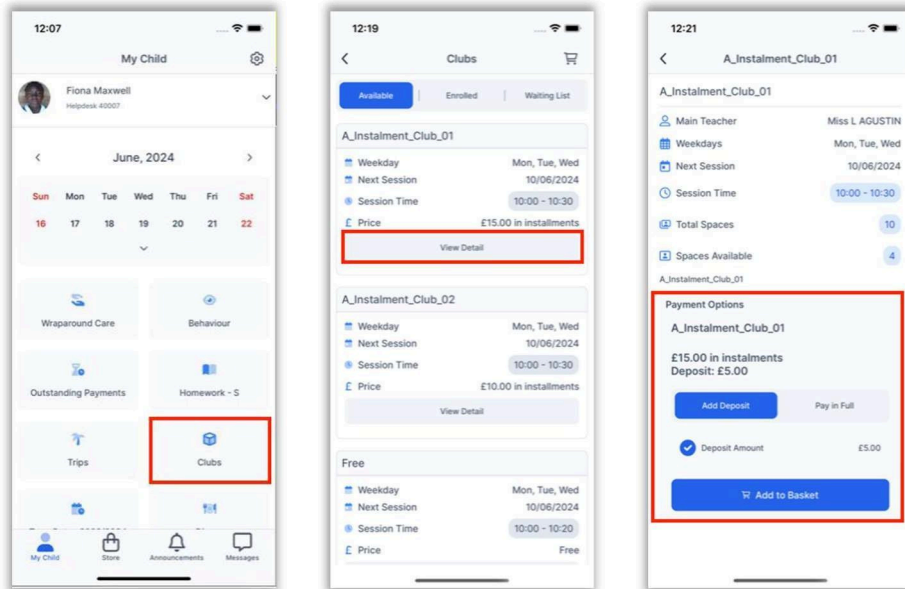 12:07
My Child
Fiona Maxwell
Helpdesk 40007
June, 2024
Sun Mon Tue Wed Thu Fri Sat
16 17 18 19 20 21 22
Wraparound Care Behaviour
Outstanding Payments Homework - S
Trips Clubs
My Child Store Announcements Messages
12:19
Clubs
Available Enrolled Waiting List
A_Instalment_Club_01
Weekday Mon, Tue, Wed
Next Session 10/06/2024
Session Time 10:00 - 10:30
£ Price £15.00 in installments
View Detail
A_Instalment_Club_02
Weekday Mon, Tue, Wed
Next Session 10/06/2024
Session Time 10:00 - 10:30
£ Price £10.00 in installments
View Detail
Free
Weekday Mon, Tue, Wed
Next Session 10/06/2024
Session Time 10:00 - 10:20
£ Price Free
12:21
A_Instalment_Club_01
A_Instalment_Club_01
Main Teacher Miss L AGUSTIN
Weekdays Mon, Tue, Wed
Next Session 10/06/2024
Session Time 10:00 - 10:30
Total Spaces 10
Spaces Available 4
A_Instalment_Club_01
Payment Options
A_Instalment_Club_01
£15.00 in instalments
Deposit: £5.00
Add Deposit Pay in Full
Deposit Amount £5.00
Add to Basket